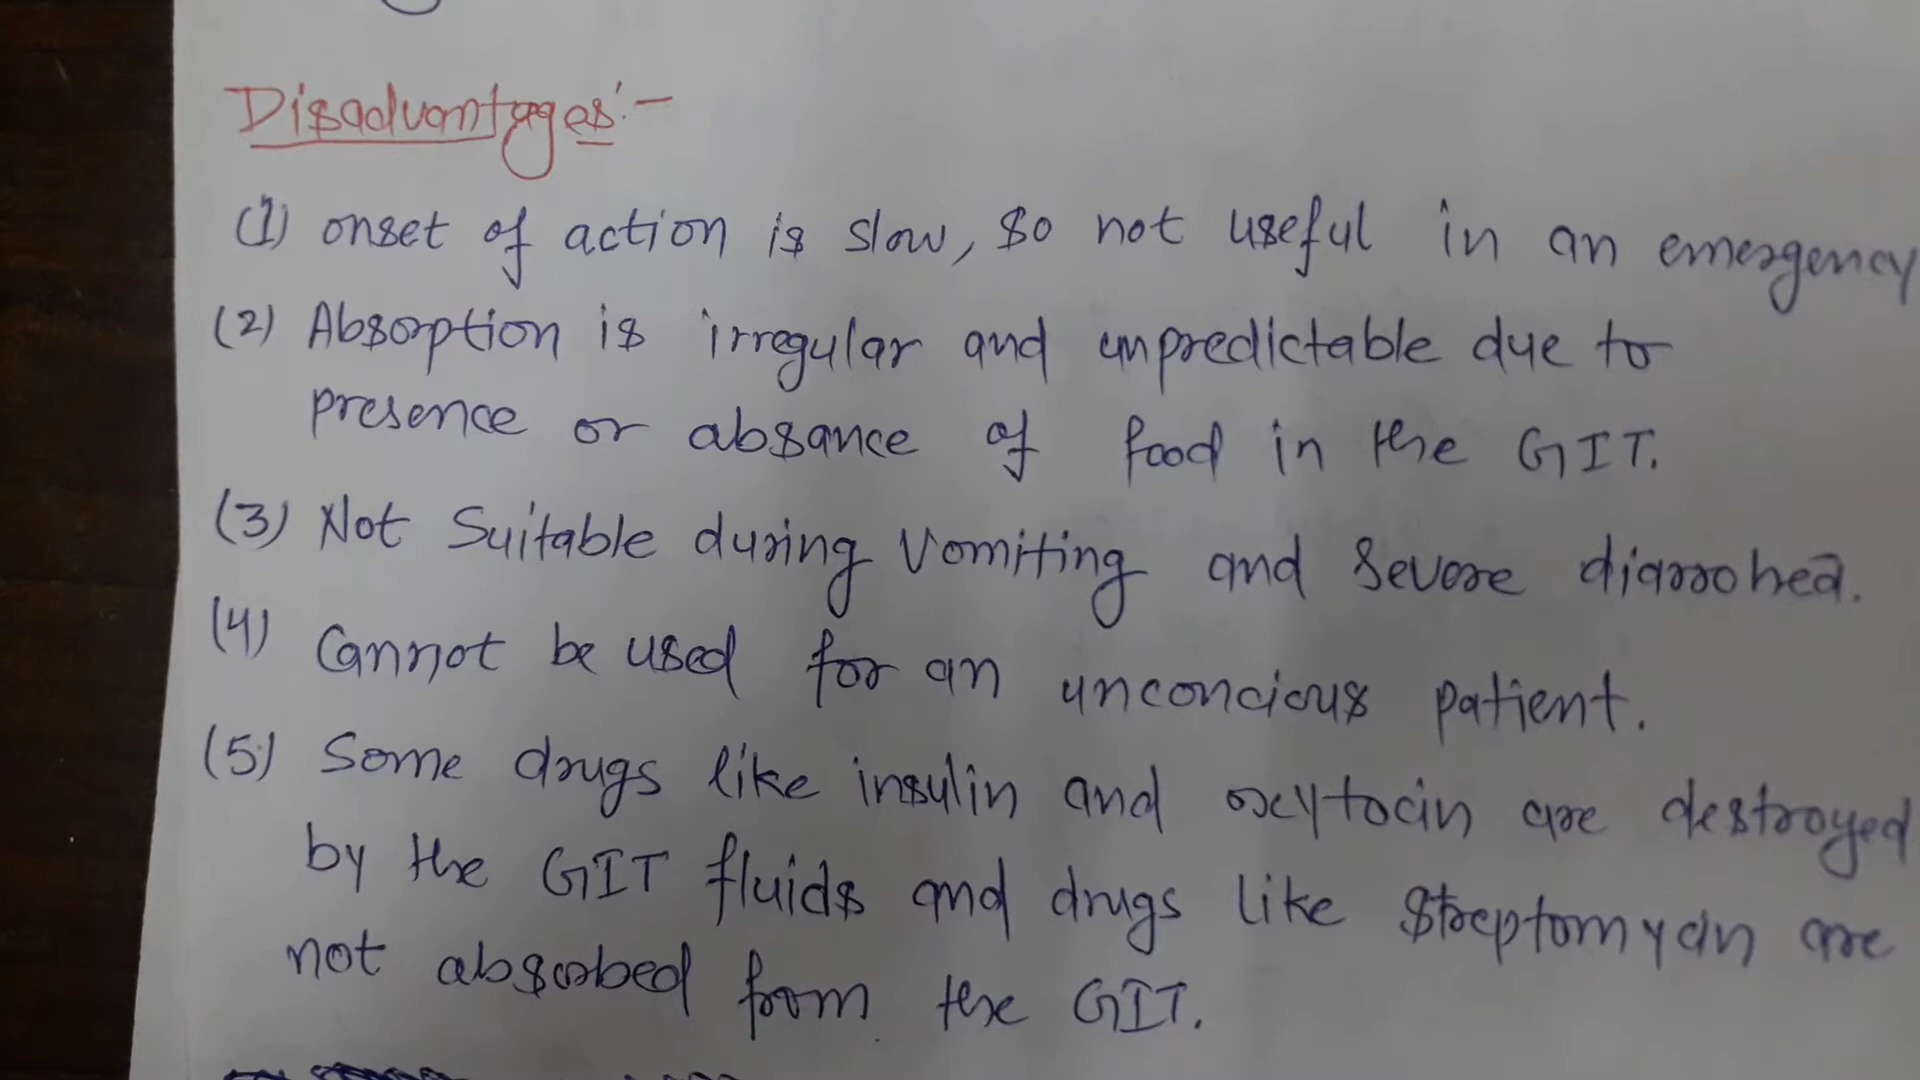 Disadvantages:-
(1) onset of action is slow, so not useful in an emergency
(2) Absorption is irregular and unpredictable due to
presence or absance of food in the GIT.
(3) Not Suitable during Vomiting and severe diarrohea.
(4) Cannot be used for an unconcious patient.
(5) Some drugs like insulin and oxytocin are destroyed
by the GIT fluids and drugs like streptomycin are
not absorbed from the GIT.